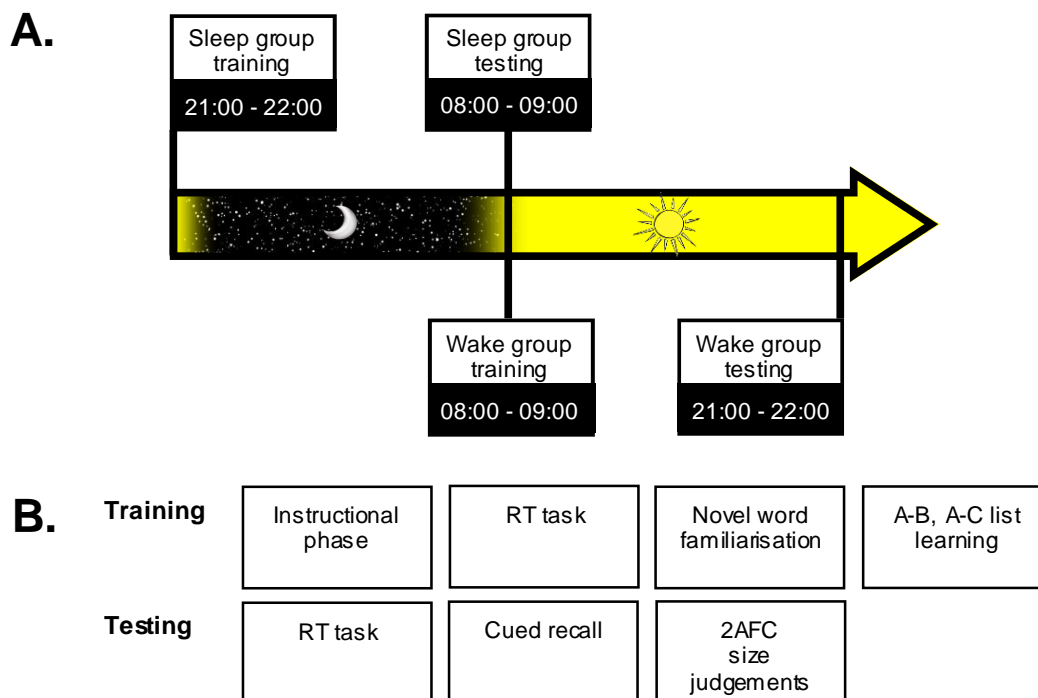 A.
Sleep group
training
21:00 - 22:00
Sleep group
testing
08:00 - 09:00
Wake group
training
08:00 - 09:00
Wake group
testing
21:00 - 22:00
B.
Training
Instructional
phase
RT task
Novel word
familiarisation
A-B, A-C list
learning
Testing
RT task
Cued recall
2AFC
size
judgements